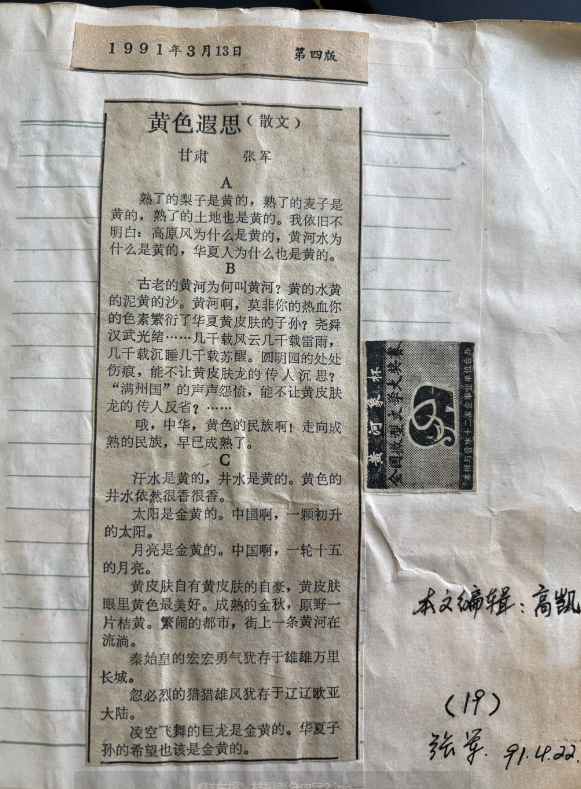 1991年3月13日 第四版
黄色遐思（散文）
甘肃 张军
A
熟了的梨子是黄的，熟了的麦子是
黄的，熟了的土地也是黄的。我依旧不
明白：高原风为什么是黄的，黄河水为
什么是黄的，华夏人为什么也是黄的。
B
古老的黄河为何叫黄河？黄的水黄
的泥黄的沙。黄河啊，莫非你的热血你
的色素繁衍了华夏黄皮肤的子孙？尧舜
汉武光绪……几千载风云几千载雷雨，
几千载沉睡几千载苏醒。圆明园的处处
伤痕，能不让黄皮肤龙的传人沉思？
“满州国”的声声怨愤，能不让黄皮肤
龙的传人反省？……
哦，中华，黄色的民族啊！走向成
熟的民族，早已成熟了。
C
汗水是黄的，井水是黄的。黄色的
井水依然很香很香。
太阳是金黄的。中国啊，一颗初升
的太阳。
月亮是金黄的。中国啊，一轮十五
的月亮。
黄皮肤自有黄皮肤的自豪，黄皮肤
眼里黄色最美好。成熟的金秋，原野一
片桔黄。繁闹的都市，街上一条黄河在
流淌。
秦始皇的宏宏勇气犹存于雄雄万里
长城。
忽必烈的猎猎雄风犹存于辽辽欧亚
大陆。
凌空飞舞的巨龙是金黄的。华夏子
孙的希望也该是金黄的。
黄河象杯
全国微型文学大奖赛
本文编辑：高凯
（19）
张军.91.4.22.